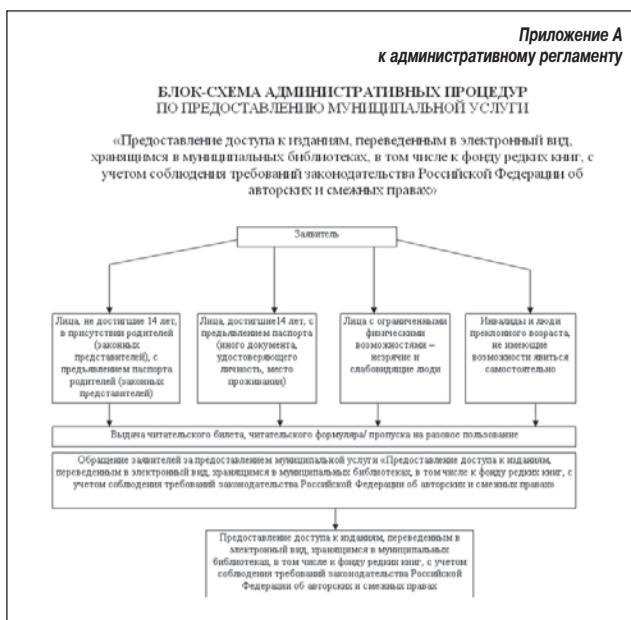 Приложение А
к административному регламенту
БЛОК-СХЕМА АДМИНИСТРАТИВНЫХ ПРОЦЕДУР
ПО ПРЕДОСТАВЛЕНИЮ МУНИЦИПАЛЬНОЙ УСЛУГИ
«Предоставление доступа к изданиям, переведенным в электронный вид,
хранящимся в муниципальных библиотеках, в том числе к фонду редких книг, с
учетом соблюдения требований законодательства Российской Федерации об
авторских и смежных правах»
Заявитель
Лица, не достигшие 14 лет,
в присутствии родителей
(законных
представителей), с
предъявлением паспорта
родителей (законных
представителей)
Лица, достигшие14 лет, с
предъявлением паспорта
(иного документа,
удостоверяющего
личность, место
проживания)
Лица с ограниченными
физическими
возможностями –
незрячие и
слабовидящие люди
Инвалиды и люди
преклонного возраста,
не имеющие
возможности явиться
самостоятельно
Выдача читательского билета, читательского формуляра/ пропуска на разовое пользование
Обращение заявителей за предоставлением муниципальной услуги «Предоставление доступа к изданиям,
переведенным в электронный вид, хранящимся в муниципальных библиотеках, в том числе к фонду редких книг, с
учетом соблюдения требований законодательства Российской Федерации об авторских и смежных правах»
Предоставление доступа к изданиям, переведенным в
электронный вид, хранящимся в муниципальных
библиотеках, в том числе к фонду редких книг, с учетом
соблюдения требований законодательства Российской
Федерации об авторских и смежных правах